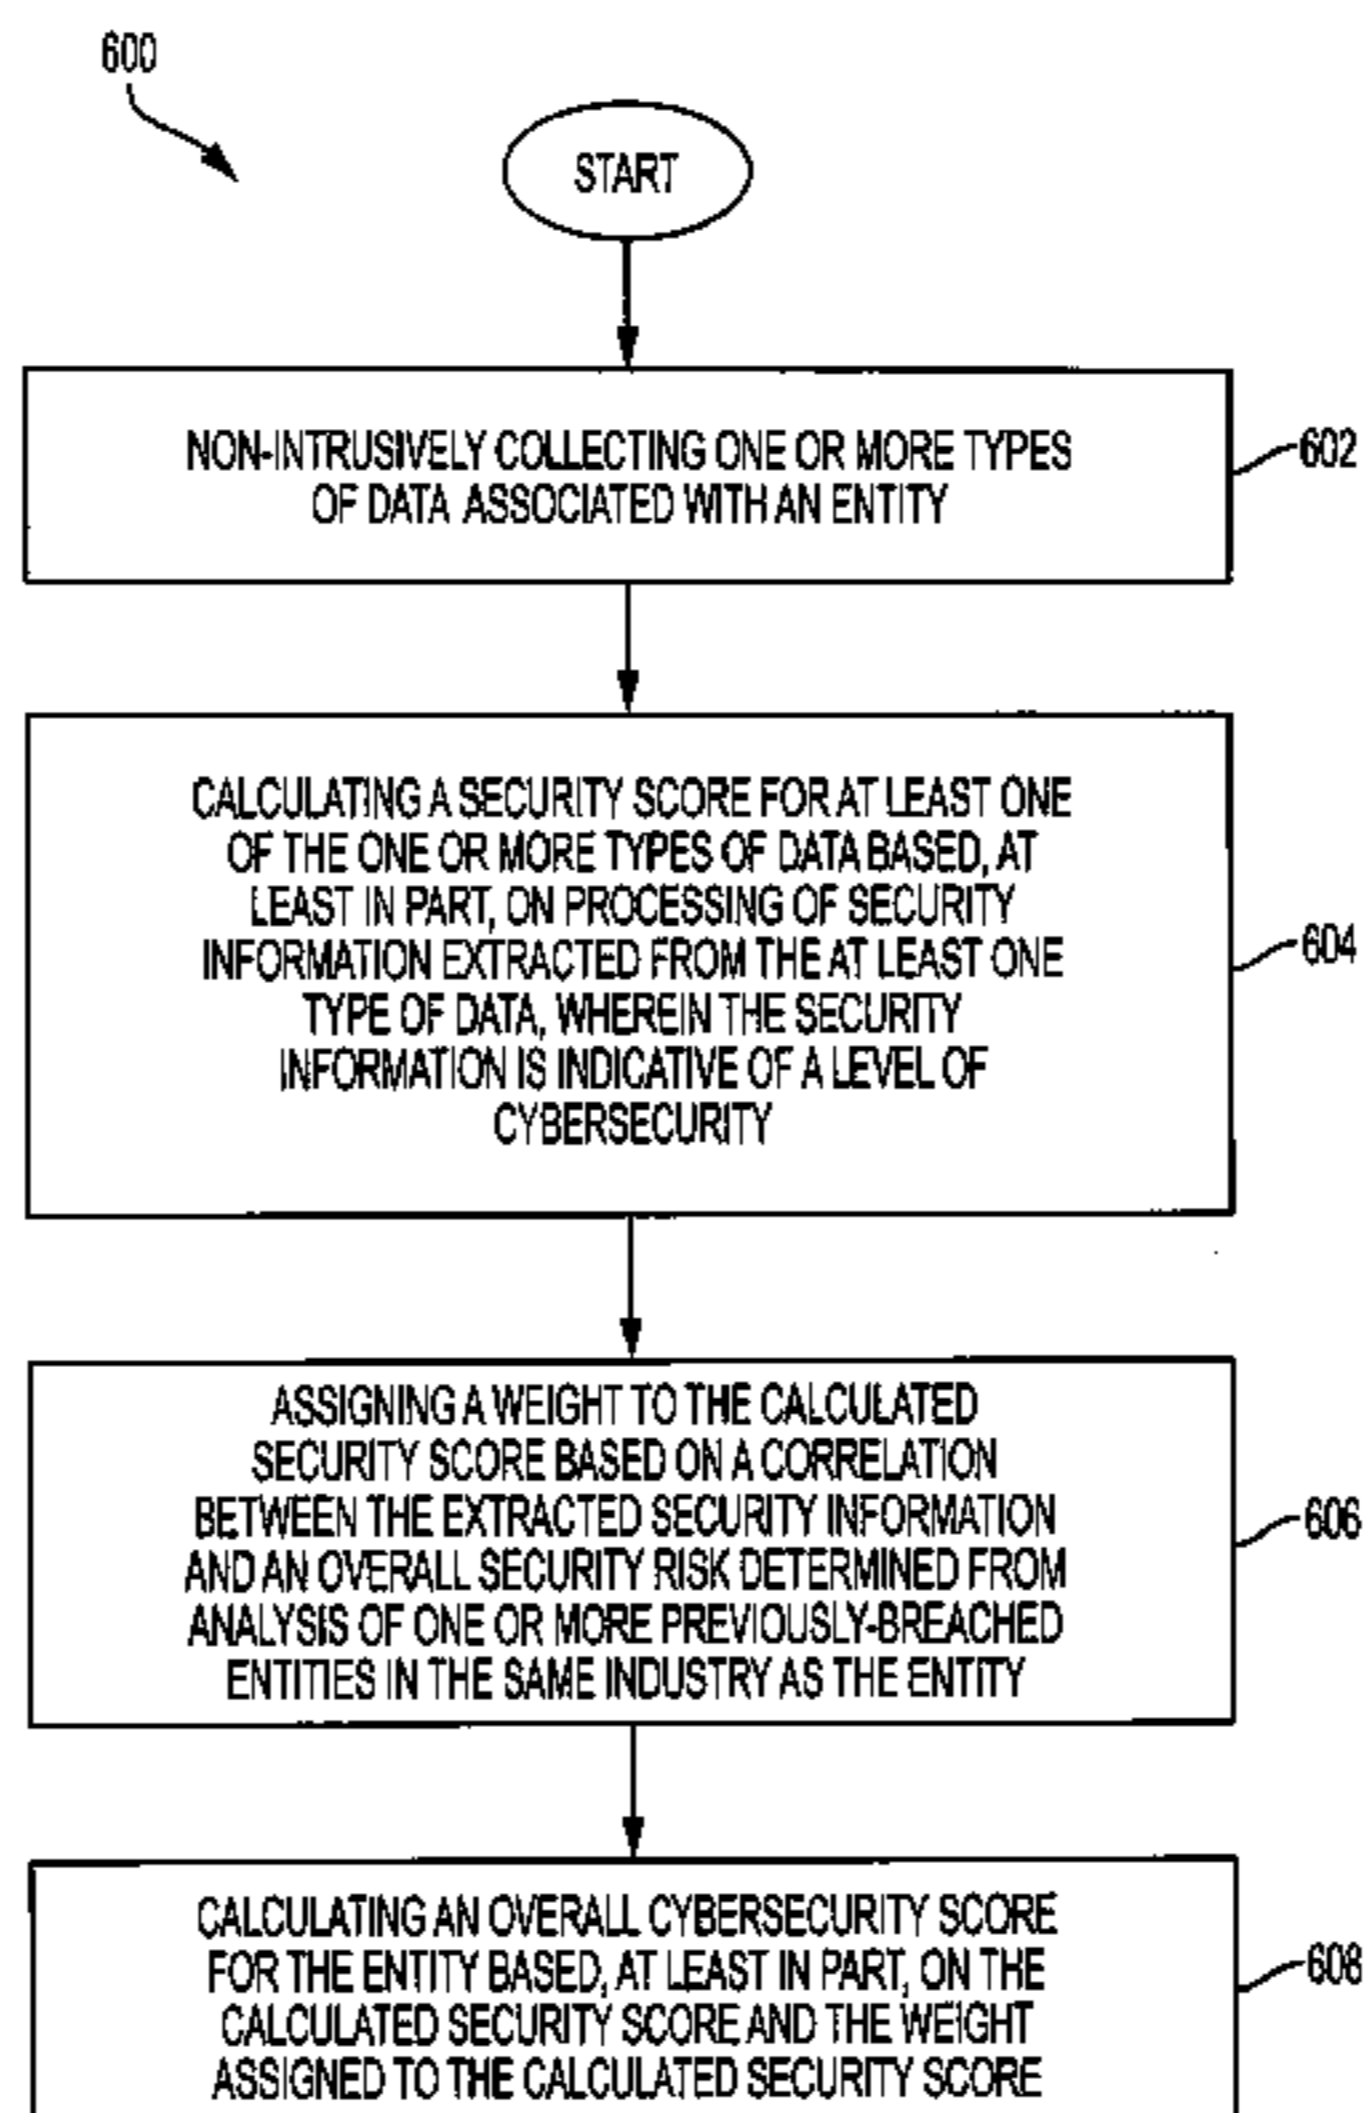 600
START
NON-INTRUSIVELY COLLECTING ONE OR MORE TYPES
OF DATA ASSOCIATED WITH AN ENTITY
602
CALCULATING A SECURITY SCORE FOR AT LEAST ONE
OF THE ONE OR MORE TYPES OF DATA BASED, AT
LEAST IN PART, ON PROCESSING OF SECURITY
INFORMATION EXTRACTED FROM THE AT LEAST ONE
TYPE OF DATA, WHEREIN THE SECURITY
INFORMATION IS INDICATIVE OF A LEVEL OF
CYBERSECURITY
604
ASSIGNING A WEIGHT TO THE CALCULATED
SECURITY SCORE BASED ON A CORRELATION
BETWEEN THE EXTRACTED SECURITY INFORMATION
AND AN OVERALL SECURITY RISK DETERMINED FROM
ANALYSIS OF ONE OR MORE PREVIOUSLY-BREACHED
ENTITIES IN THE SAME INDUSTRY AS THE ENTITY
606
CALCULATING AN OVERALL CYBERSECURITY SCORE
FOR THE ENTITY BASED, AT LEAST IN PART, ON THE
CALCULATED SECURITY SCORE AND THE WEIGHT
ASSIGNED TO THE CALCULATED SECURITY SCORE
608